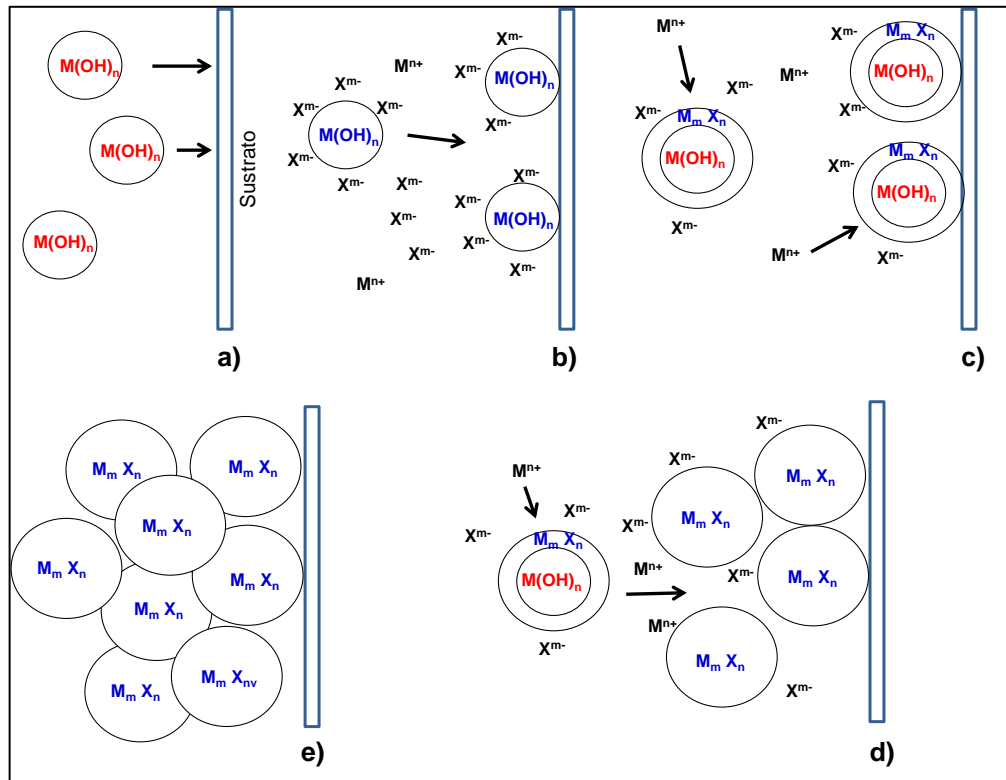 M(OH)ₙ
M(OH)ₙ
M(OH)ₙ
Sustrato
a)
Xᵐ⁻
Mⁿ⁺
Xᵐ⁻
Xᵐ⁻
Xᵐ⁻
Xᵐ⁻
M(OH)ₙ
M(OH)ₙ
Xᵐ⁻
Xᵐ⁻
Xᵐ⁻
Xᵐ⁻
Xᵐ⁻
Xᵐ⁻
Xᵐ⁻
M(OH)ₙ
Xᵐ⁻
Xᵐ⁻
Xᵐ⁻
Xᵐ⁻
Mⁿ⁺
b)
Mⁿ⁺
Xᵐ⁻
Xᵐ⁻
Mₘ Xₙ
M(OH)ₙ
Xᵐ⁻
Mⁿ⁺
Xᵐ⁻
Mₘ Xₙ
M(OH)ₙ
Xᵐ⁻
Mₘ Xₙ
Xᵐ⁻
M(OH)ₙ
Mⁿ⁺
Xᵐ⁻
c)
Mₘ Xₙ
Mₘ Xₙ
Mₘ Xₙ
Mₘ Xₙ
Mₘ Xₙ
Mₘ Xₙ
Mₘ Xₙ
Mₘ Xₙᵥ
e)
Mⁿ⁺
Xᵐ⁻
Xᵐ⁻
Mₘ Xₙ
M(OH)ₙ
Xᵐ⁻
Mⁿ⁺
Mⁿ⁺
Xᵐ⁻
Xᵐ⁻
Xᵐ⁻
Xᵐ⁻
Mₘ Xₙ
Mₘ Xₙ
Mₘ Xₙ
Mₘ Xₙ
Xᵐ⁻
d)